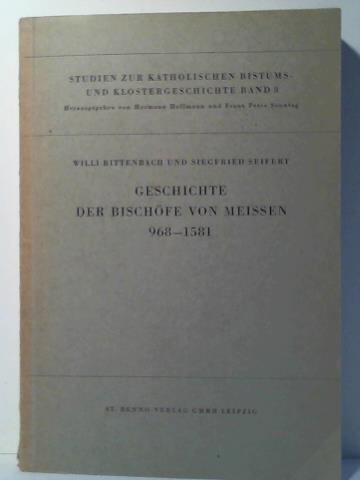 STUDIEN ZUR KATHOLISCHEN BISTUMS-
UND KLOSTERGESCHICHTE BAND 8
Herausgegeben von Hermann Hoffmann und Franz Peter Sonntag
WILLI RITTENBACH UND SIEGFRIED SEIFERT
GESCHICHTE
DER BISCHÖFE VON MEISSEN
968–1581
ST. BENNO-VERLAG GMBH LEIPZIG